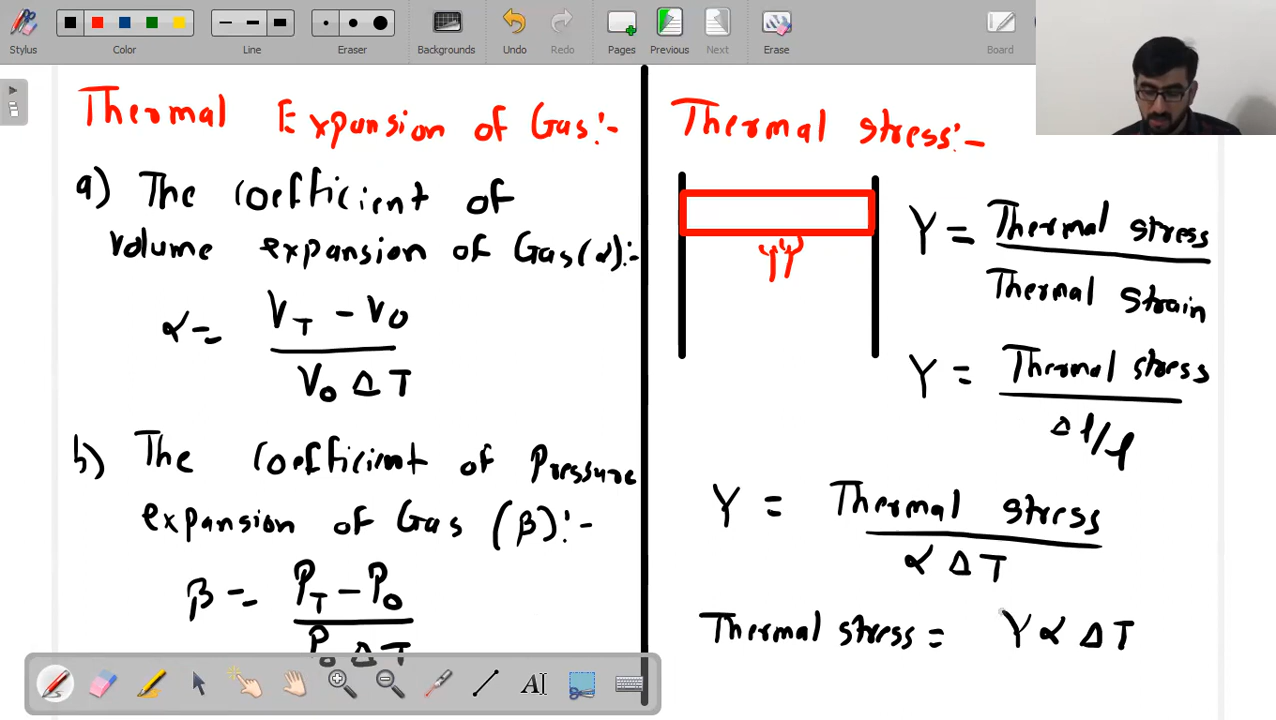 Stylus
Color
Line
Eraser
Backgrounds
Undo
Redo
Pages
Previous
Next
Erase
Board
Thermal Expansion of Gas:-
a) The coefficient of
volume expansion of Gas(α):-
α = (V_T - V_0) / (V_0 ΔT)
b) The coefficient of Pressure
expansion of Gas (β):-
β = (P_T - P_0) / (P_0 ΔT)
Thermal stress:-
Y = Thermal stress / Thermal strain
Y = Thermal stress / (Δl/l)
Y = Thermal stress / (α ΔT)
Thermal stress = Y α ΔT